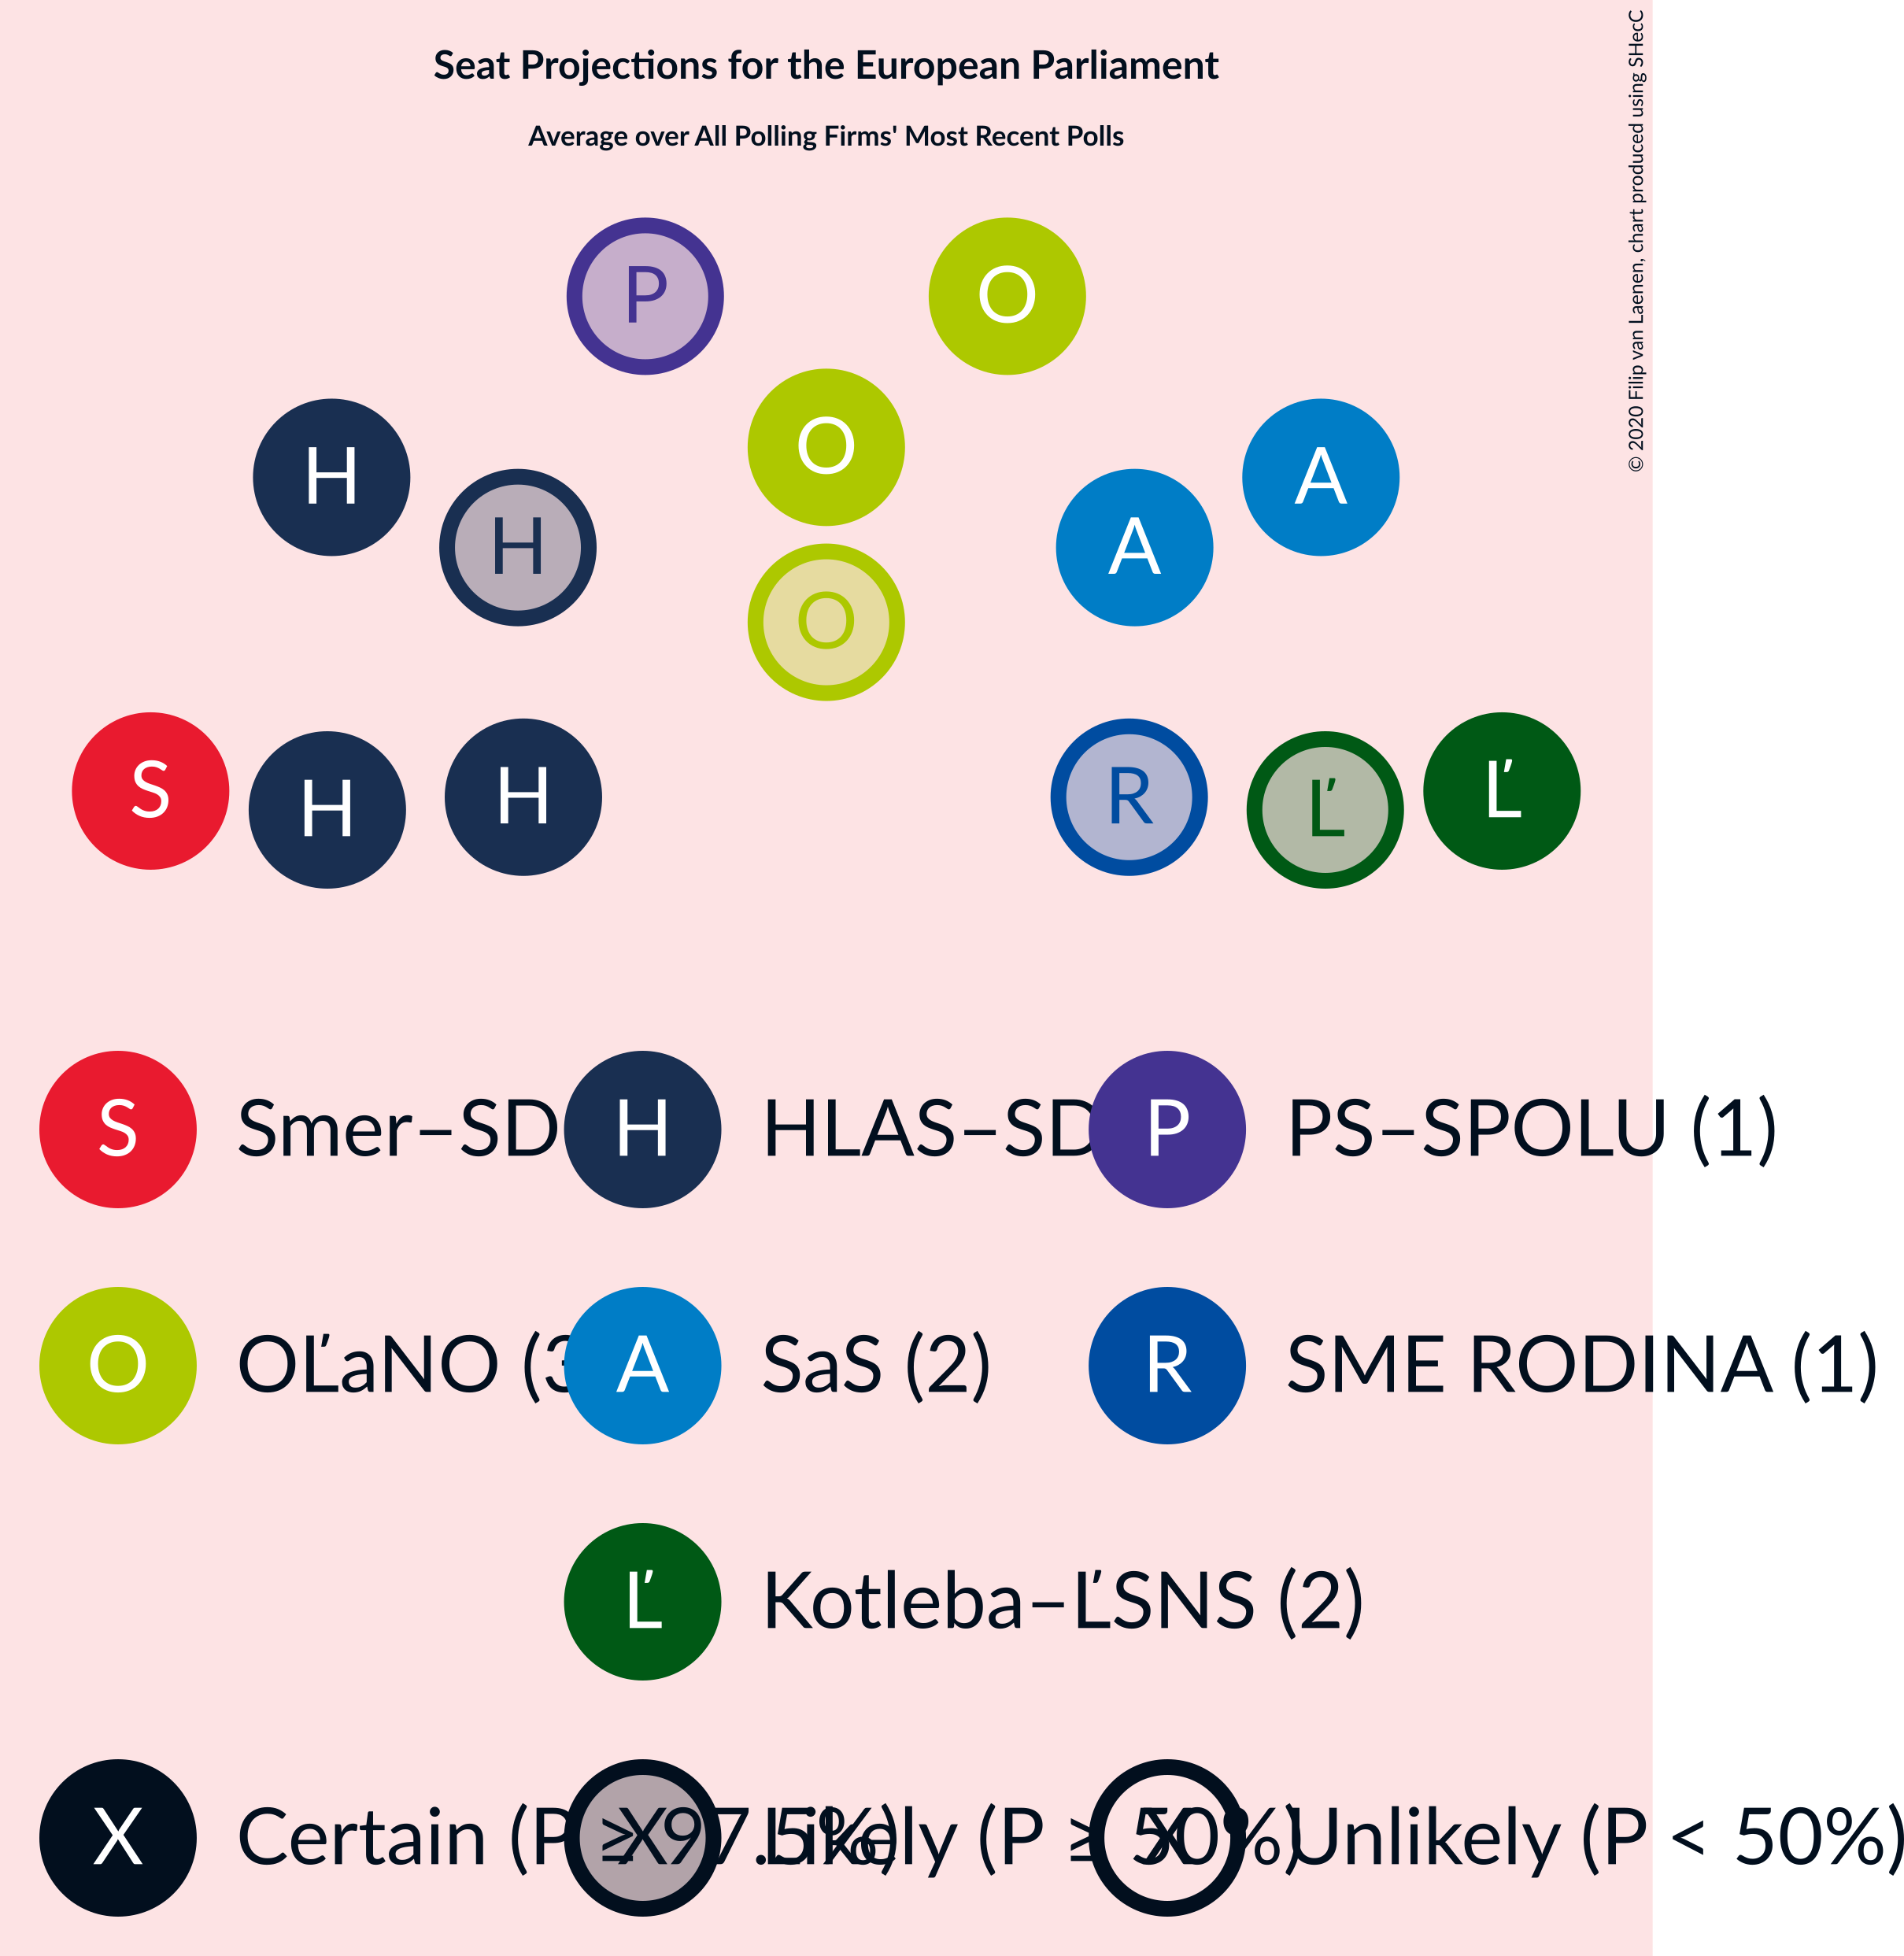 Seat Projections for the European Parliament
Average over All Polling Firms' Most Recent Polls
© 2020 Filip van Laenen, chart produced using SHecC
P O
O
H A
H A
O
S Ľ
H H R Ľ
S Smer–SD H HLAS–SD P PS–SPOLU (1)
O OĽaNO (3 A SaS (2) R SME RODINA (1)
Ľ Kotleba–ĽSNS (2)
X Certain (P ≥ 97.5%) X Likely (P ≥ 50%) X Unlikely (P < 50%)